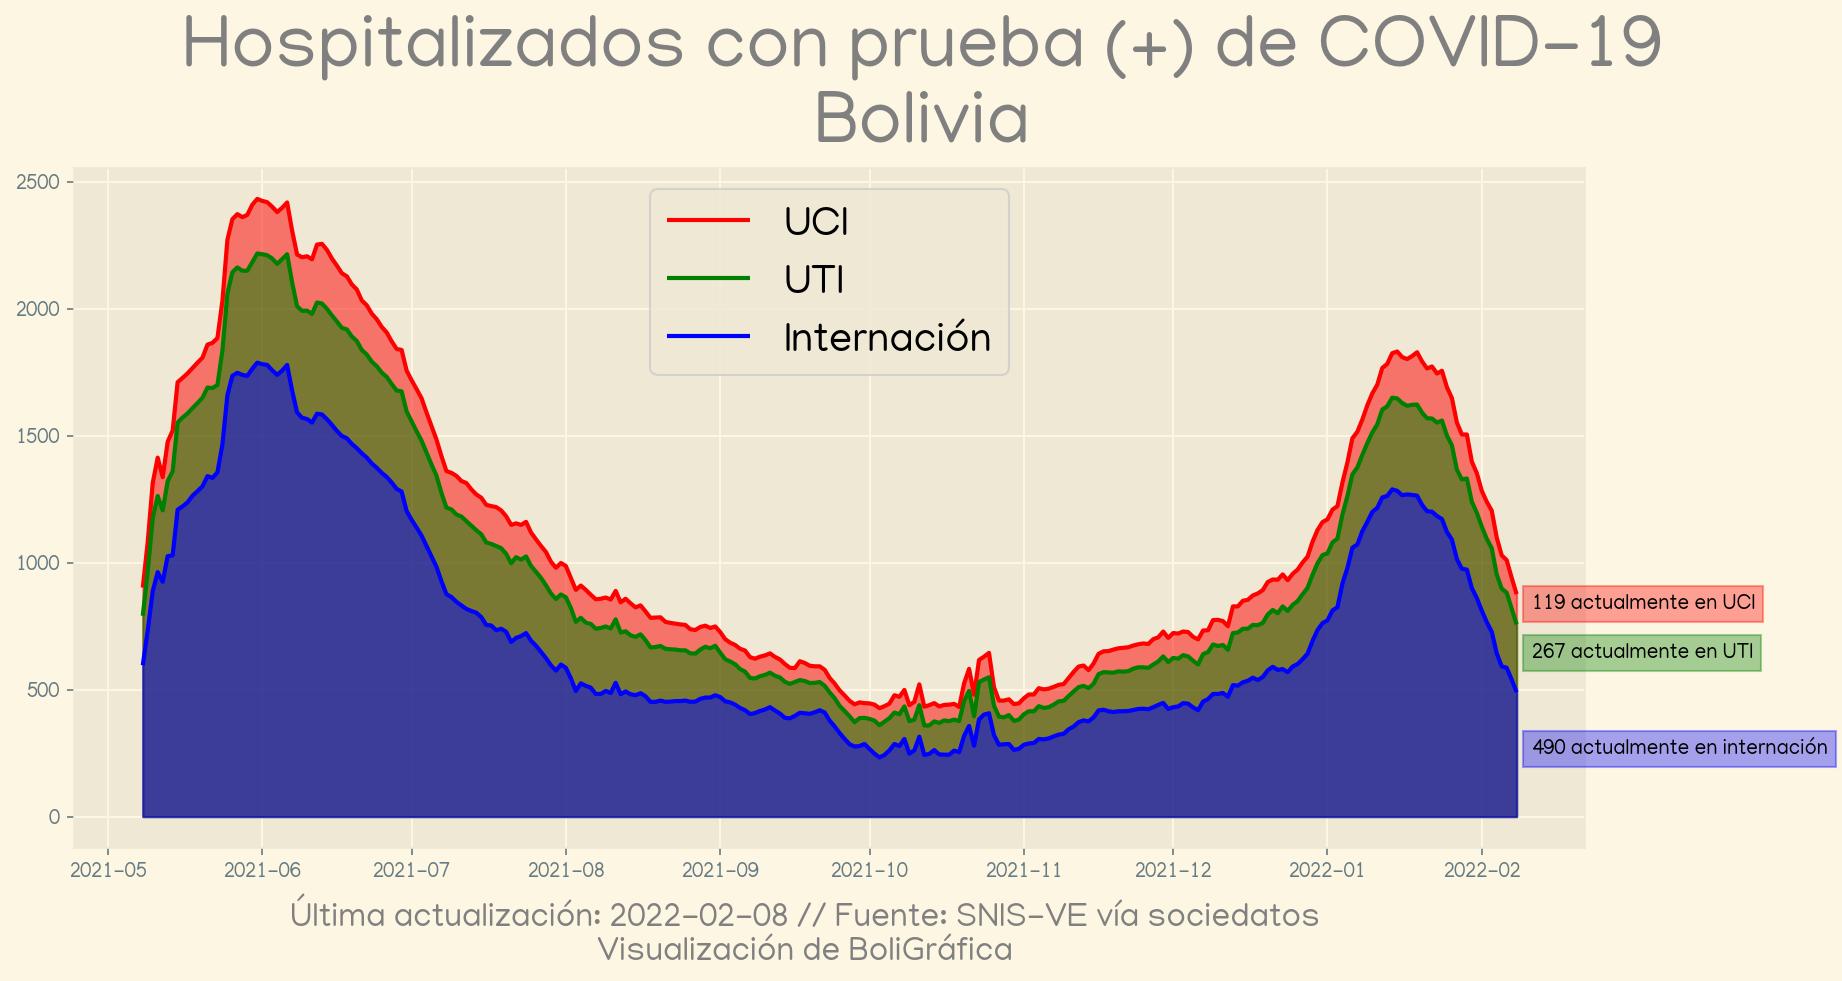 Hospitalizados con prueba (+) de COVID-19
Bolivia
2500
2000
1500
1000
500
0
UCI
UTI
Internación
119 actualmente en UCI
267 actualmente en UTI
490 actualmente en internación
2021-05 2021-06 2021-07 2021-08 2021-09 2021-10 2021-11 2021-12 2022-01 2022-02
Última actualización: 2022-02-08 // Fuente: SNIS-VE vía sociedatos
Visualización de BoliGráfica